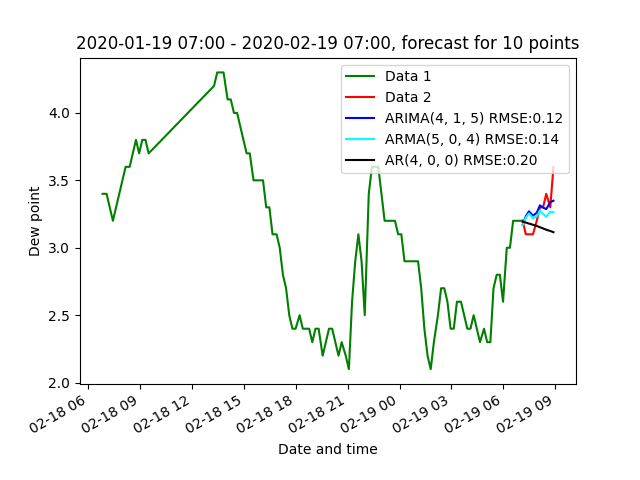 2020-01-19 07:00 - 2020-02-19 07:00, forecast for 10 points
Data 1
Data 2
ARIMA(4, 1, 5) RMSE:0.12
ARMA(5, 0, 4) RMSE:0.14
AR(4, 0, 0) RMSE:0.20
Dew point
4.0
3.5
3.0
2.5
2.0
02-18 06
02-18 09
02-18 12
02-18 15
02-18 18
02-18 21
02-19 00
02-19 03
02-19 06
02-19 09
Date and time